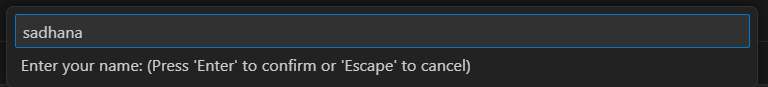 sadhana
Enter your name: (Press 'Enter' to confirm or 'Escape' to cancel)